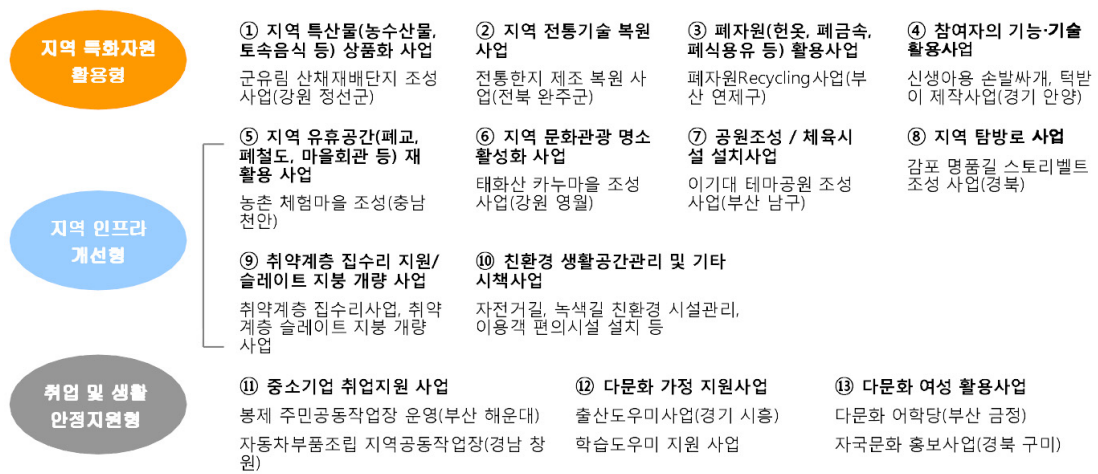 지역 특화자원
활용형
① 지역 특산물(농수산물,
토속음식 등) 상품화 사업
군유림 산채재배단지 조성
사업(강원 정선군)
② 지역 전통기술 복원
사업
전통한지 제조 복원 사
업(전북 완주군)
③ 폐자원(헌옷, 폐금속,
폐식용유 등) 활용사업
폐자원Recycling사업(부
산 연제구)
④ 참여자의 기능·기술
활용사업
신생아용 손발싸개, 턱받
이 제작사업(경기 안양)
지역 인프라
개선형
⑤ 지역 유휴공간(폐교,
폐철도, 마을회관 등) 재
활용 사업
농촌 체험마을 조성(충남
천안)
⑥ 지역 문화관광 명소
활성화 사업
태화산 카누마을 조성
사업(강원 영월)
⑦ 공원조성 / 체육시
설 설치사업
이기대 테마공원 조성
사업(부산 남구)
⑧ 지역 탐방로 사업
감포 명품길 스토리벨트
조성 사업(경북)
⑨ 취약계층 집수리 지원/
슬레이트 지붕 개량 사업
취약계층 집수리사업, 취약
계층 슬레이트 지붕 개량
사업
⑩ 친환경 생활공간관리 및 기타
시책사업
자전거길, 녹색길 친환경 시설관리,
이용객 편의시설 설치 등
취업 및 생활
안정지원형
⑪ 중소기업 취업지원 사업
봉제 주민공동작업장 운영(부산 해운대)
자동차부품조립 지역공동작업장(경남 창
원)
⑫ 다문화 가정 지원사업
출산도우미사업(경기 시흥)
학습도우미 지원 사업
⑬ 다문화 여성 활용사업
다문화 어학당(부산 금정)
자국문화 홍보사업(경북 구미)